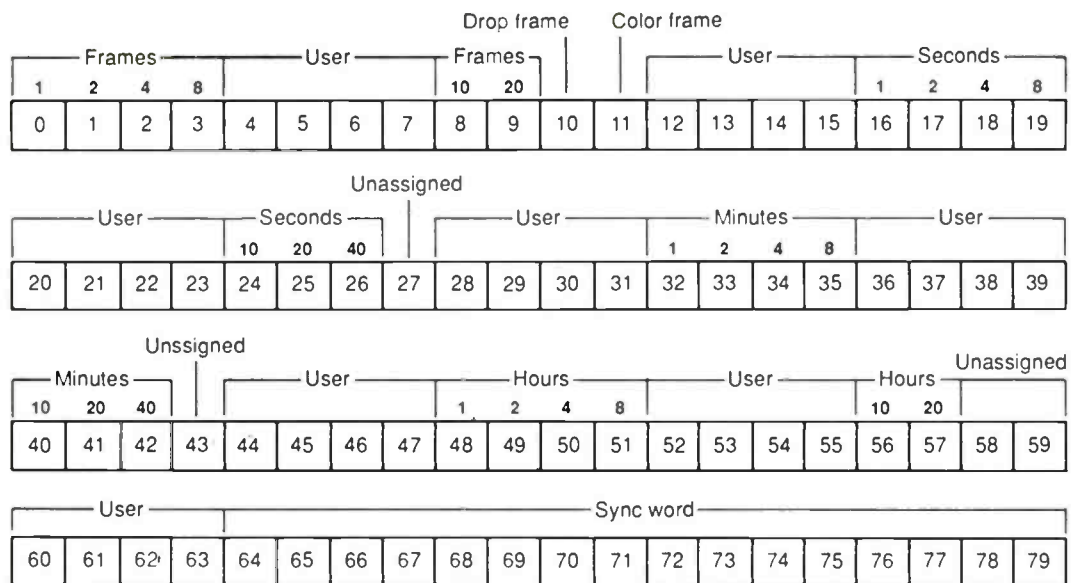 Drop frame Color frame
Frames User Frames User Seconds
1 2 4 8 10 20 1 2 4 8
0 1 2 3 4 5 6 7 8 9 10 11 12 13 14 15 16 17 18 19
Unassigned
User Seconds User Minutes User
10 20 40 1 2 4 8
20 21 22 23 24 25 26 27 28 29 30 31 32 33 34 35 36 37 38 39
Unssigned
Minutes User Hours User Hours Unassigned
10 20 40 1 2 4 8 10 20
40 41 42 43 44 45 46 47 48 49 50 51 52 53 54 55 56 57 58 59
User Sync word
60 61 62 63 64 65 66 67 68 69 70 71 72 73 74 75 76 77 78 79